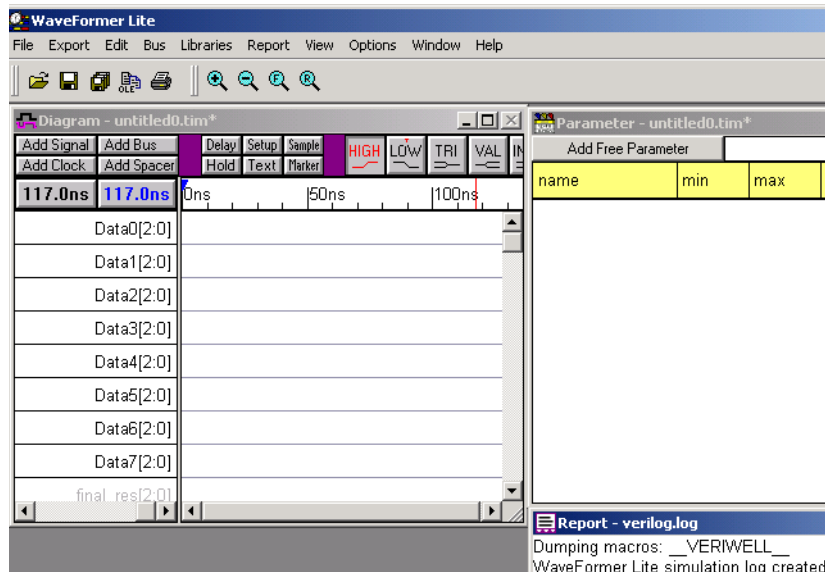 WaveFormer Lite
File Export Edit Bus Libraries Report View Options Window Help
OLE
Diagram - untitled0.tim*
Add Signal Add Bus Delay Setup Sample HIGH LOW TRI VAL IN
Add Clock Add Spacer Hold Text Marker
117.0ns 117.0ns 0ns 50ns 100ns
Data0[2:0]
Data1[2:0]
Data2[2:0]
Data3[2:0]
Data4[2:0]
Data5[2:0]
Data6[2:0]
Data7[2:0]
final_res[2:0]
Parameter - untitled0.tim*
Add Free Parameter
name min max
Report - verilog.log
Dumping macros: __VERIWELL__
WaveFormer Lite simulation log created